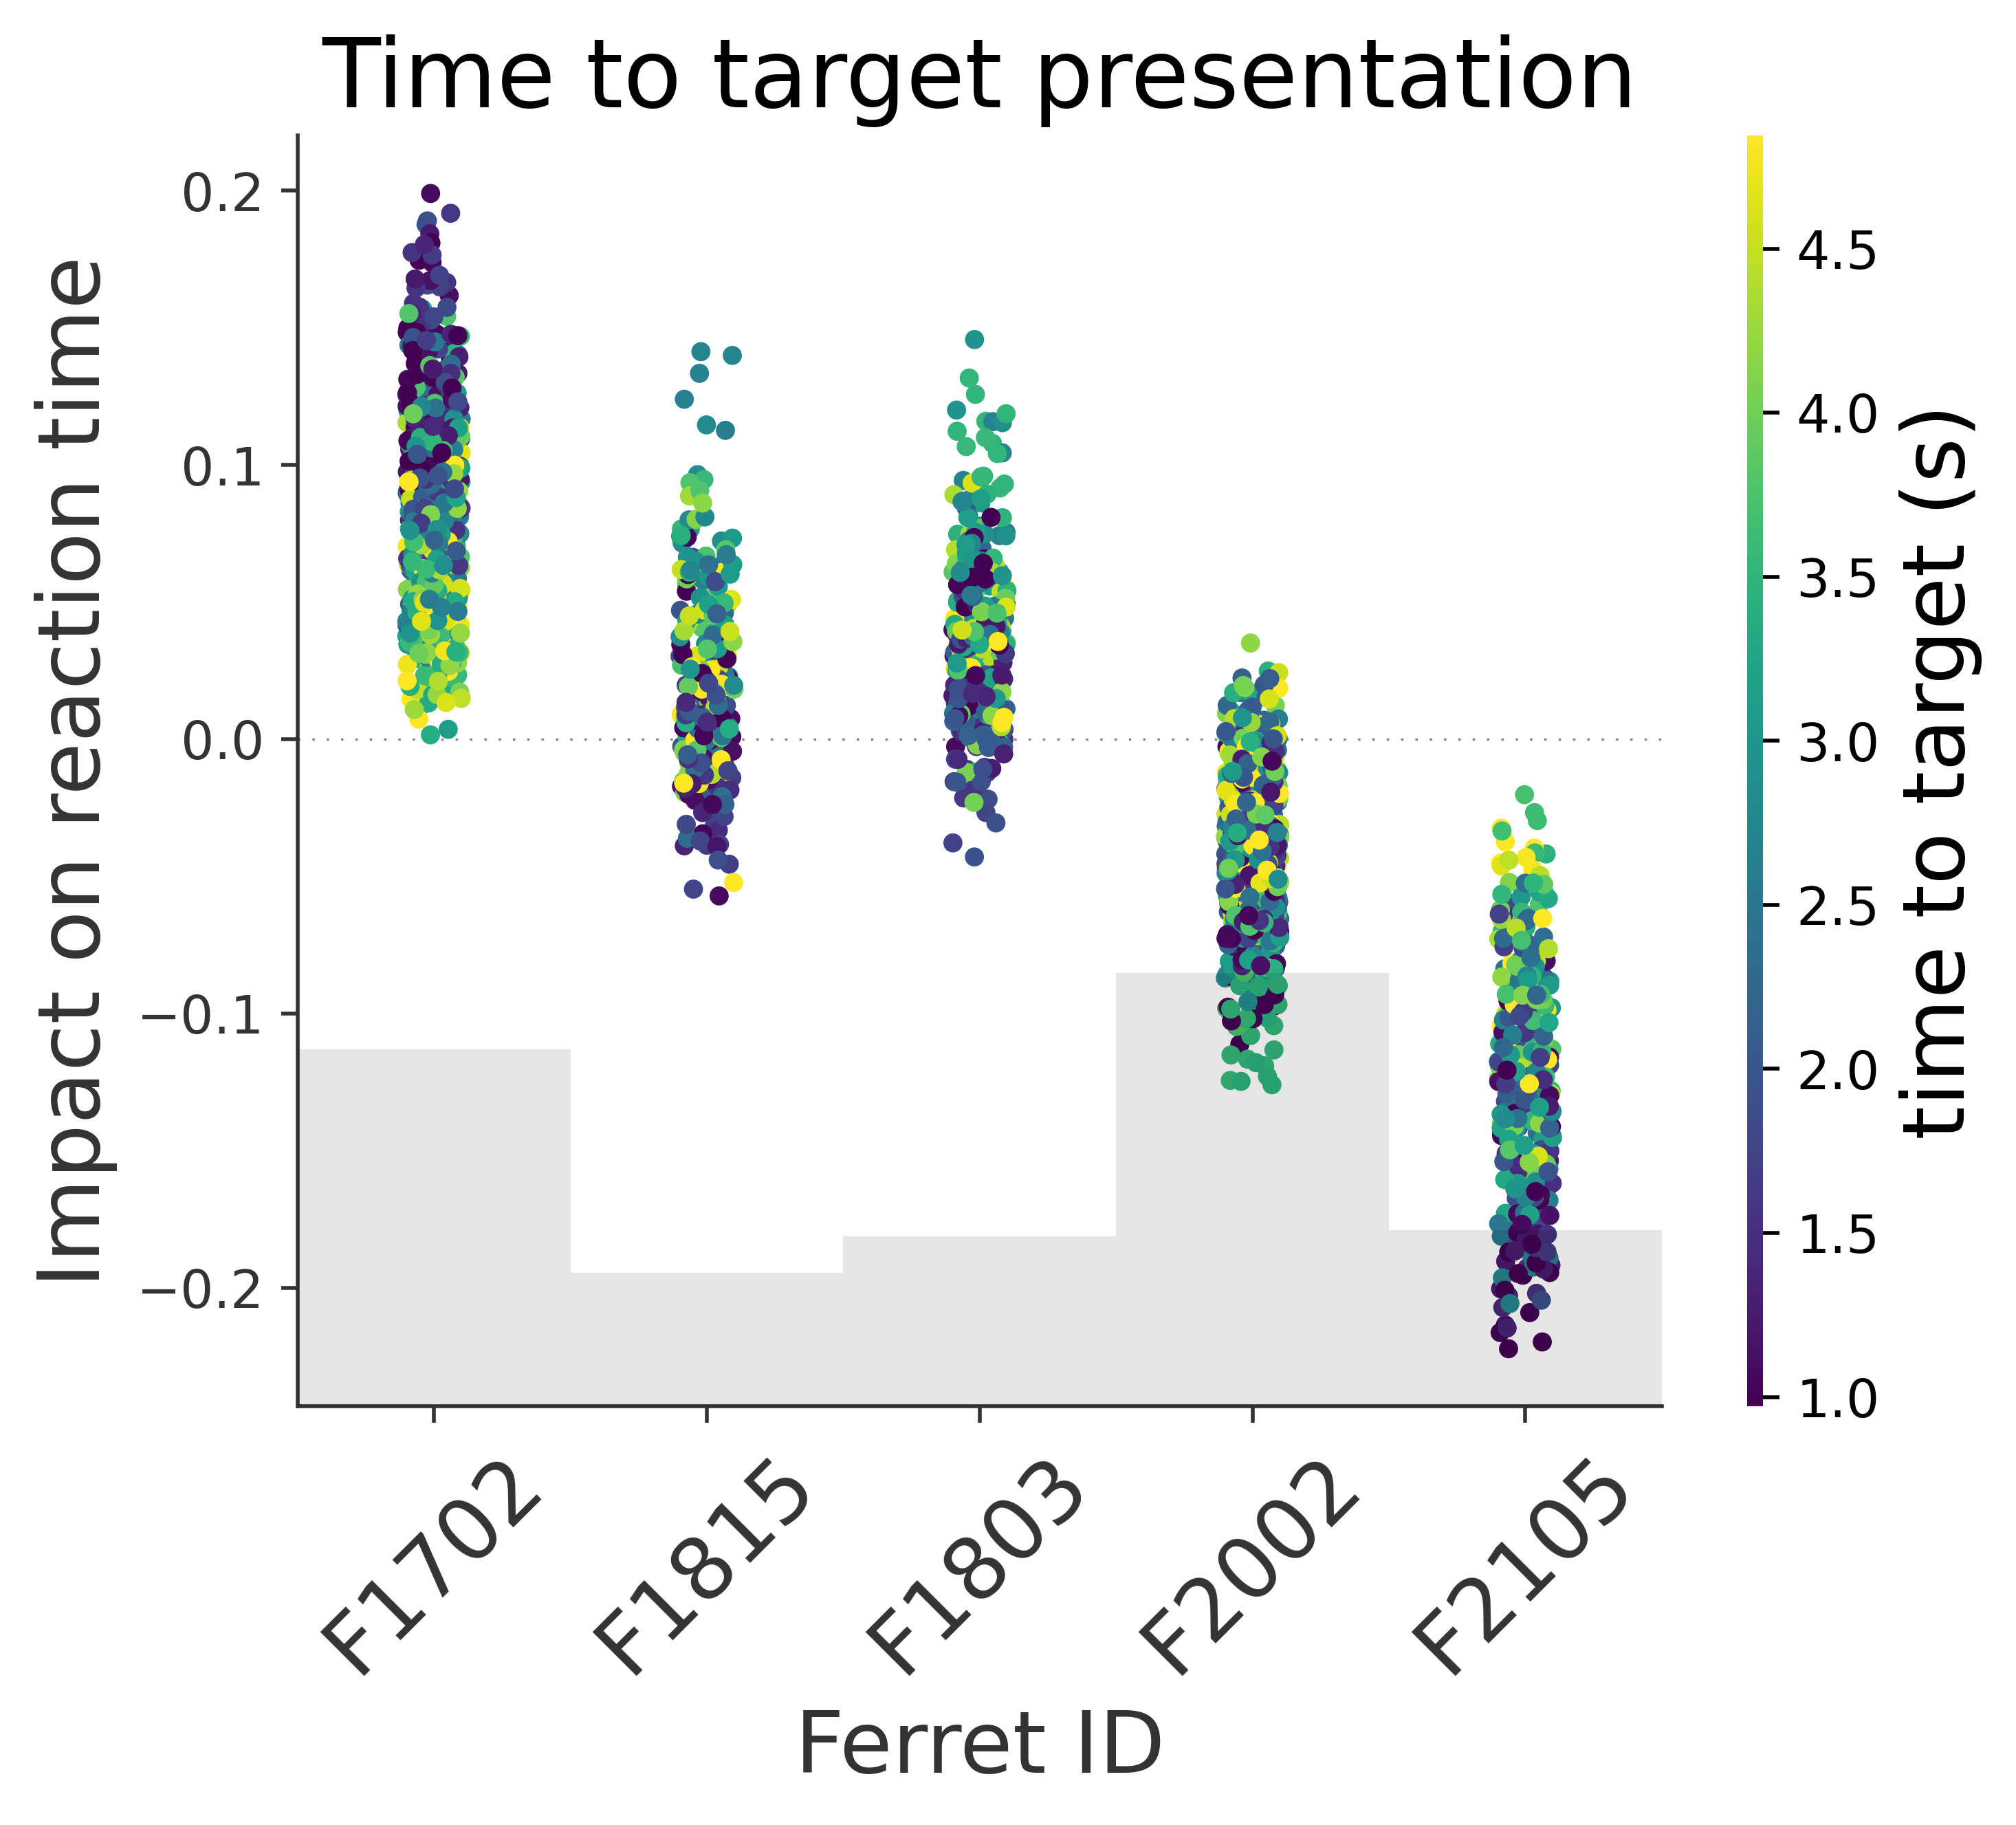 Time to target presentation
Impact on reaction time
0.2
0.1
0.0
−0.1
−0.2
F1702
F1815
F1803
F2002
F2105
Ferret ID
4.5
4.0
3.5
3.0
2.5
2.0
1.5
1.0
time to target (s)